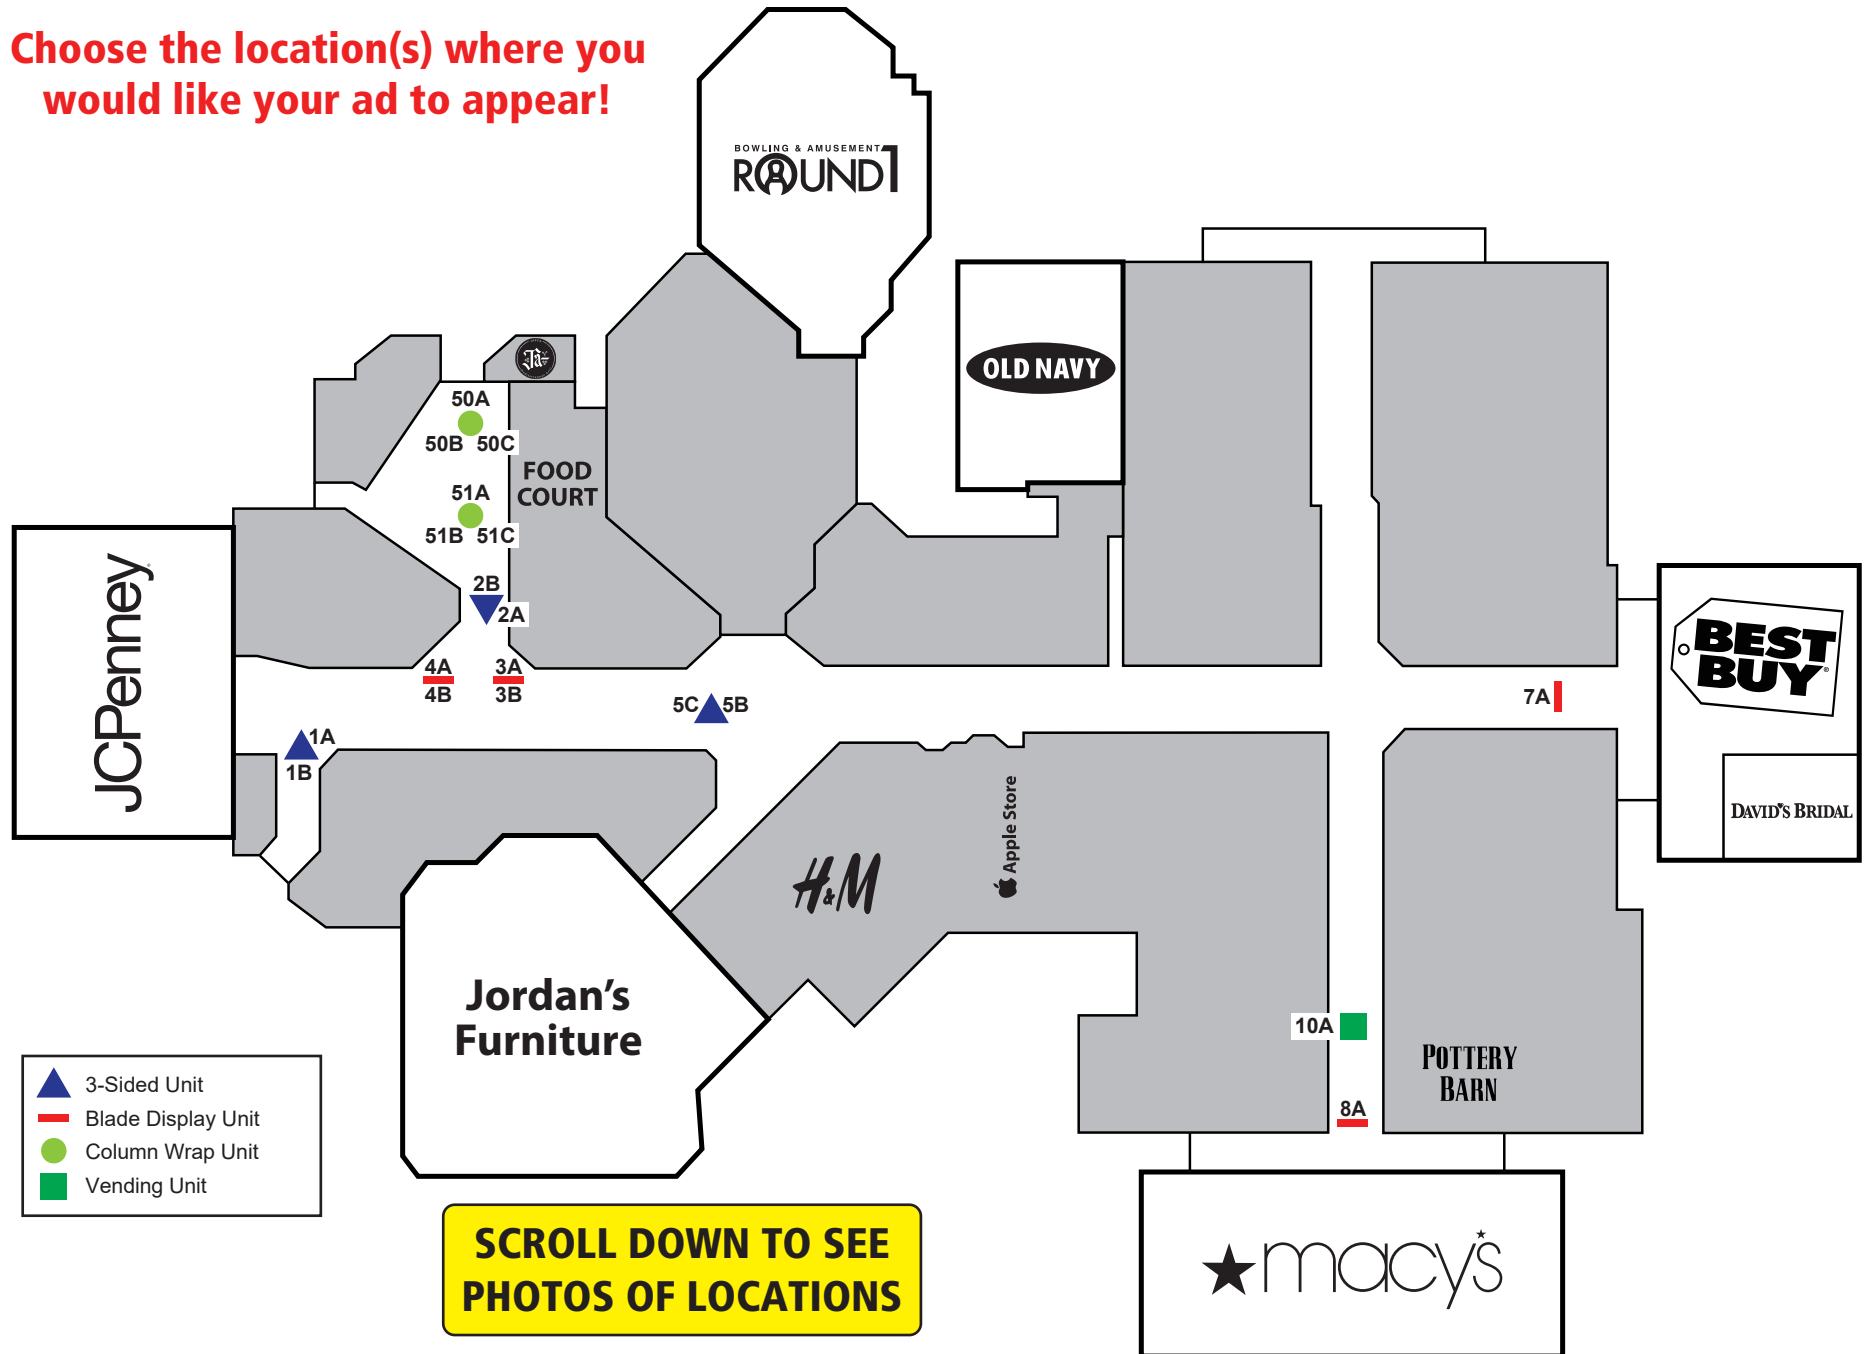 Choose the location(s) where you
would like your ad to appear!
BOWLING & AMUSEMENT
ROUND1
OLD NAVY
50A
50B 50C
FOOD
COURT
51A
51B 51C
JCPenney
2B
2A
4A
4B
3A
3B
5C 5B
7A
BEST
BUY
1A
1B
DAVID'S BRIDAL
Apple Store
H&M
Jordan's
Furniture
10A
POTTERY
BARN
8A
3-Sided Unit
Blade Display Unit
Column Wrap Unit
Vending Unit
SCROLL DOWN TO SEE
PHOTOS OF LOCATIONS
macy's